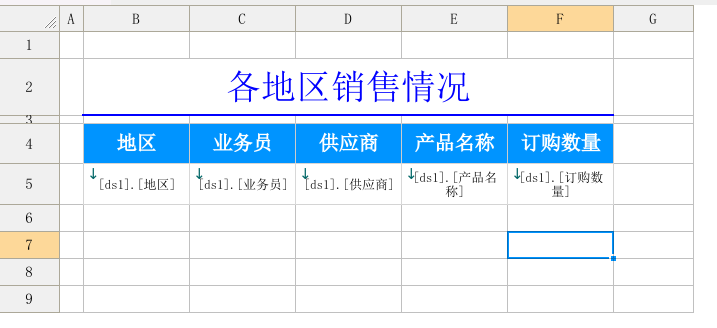 A B C D E F G
1
2 各地区销售情况
3
4 地区 业务员 供应商 产品名称 订购数量
5 [ds1].[地区] [ds1].[业务员] [ds1].[供应商] [ds1].[产品名称] [ds1].[订购数量]
6
7
8
9